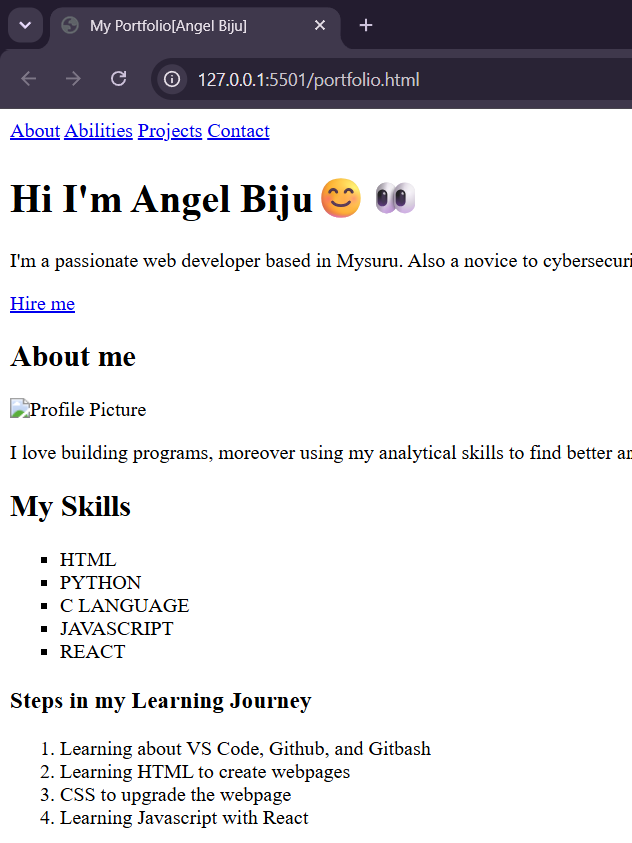 My Portfolio[Angel Biju]
127.0.0.1:5501/portfolio.html
About Abilities Projects Contact
Hi I'm Angel Biju😊 👀
I'm a passionate web developer based in Mysuru. Also a novice to
Hire me
About me
Profile Picture
I love building programs, moreover using my analytical skills to find better
My Skills
HTML
PYTHON
C LANGUAGE
JAVASCRIPT
REACT
Steps in my Learning Journey
1. Learning about VS Code, Github, and Gitbash
2. Learning HTML to create webpages
3. CSS to upgrade the webpage
4. Learning Javascript with React